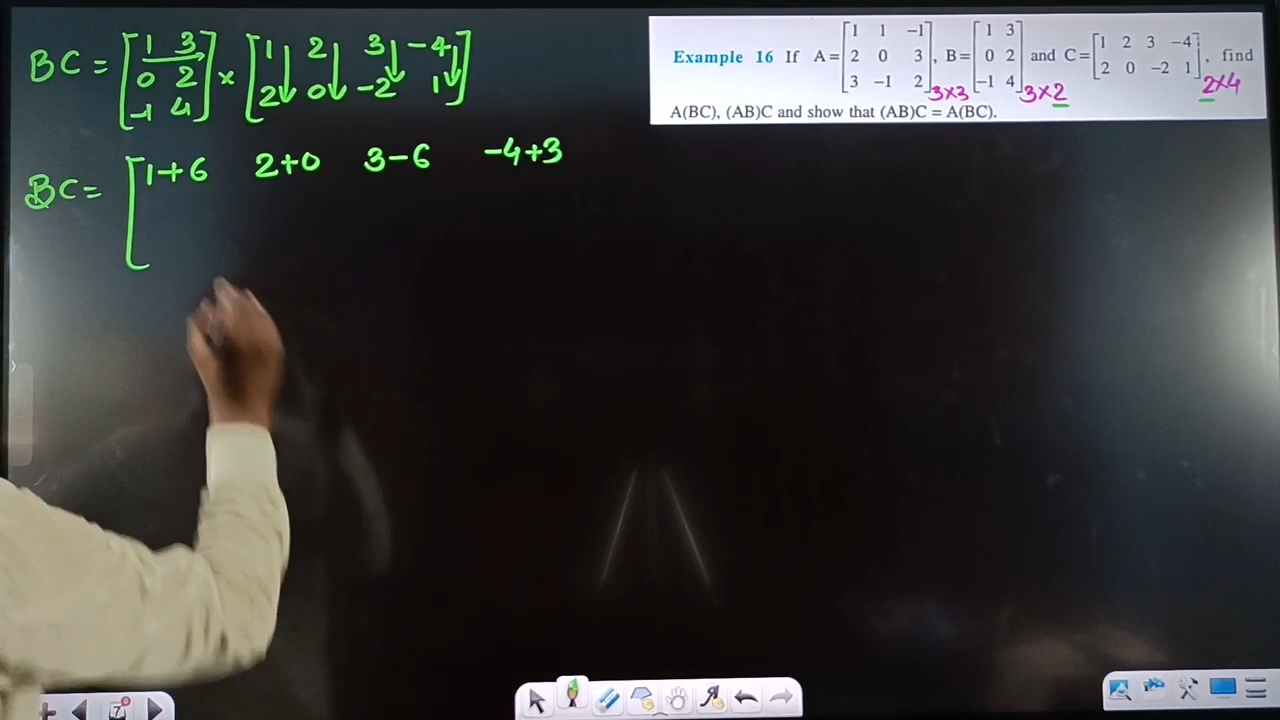 BC = [1 3 × [1 2 3 -4
0 2 2 0 -2 1]
-1 4]
BC = [1+6 2+0 3-6 -4+3
Example 16 If A = [1 1 -1 , B = [1 3 and C = [1 2 3 -4 , find
2 0 3 0 2 2 0 -2 1]
3 -1 2] -1 4]
3×3 3×2 2×4
A(BC), (AB)C and show that (AB)C = A(BC).
7